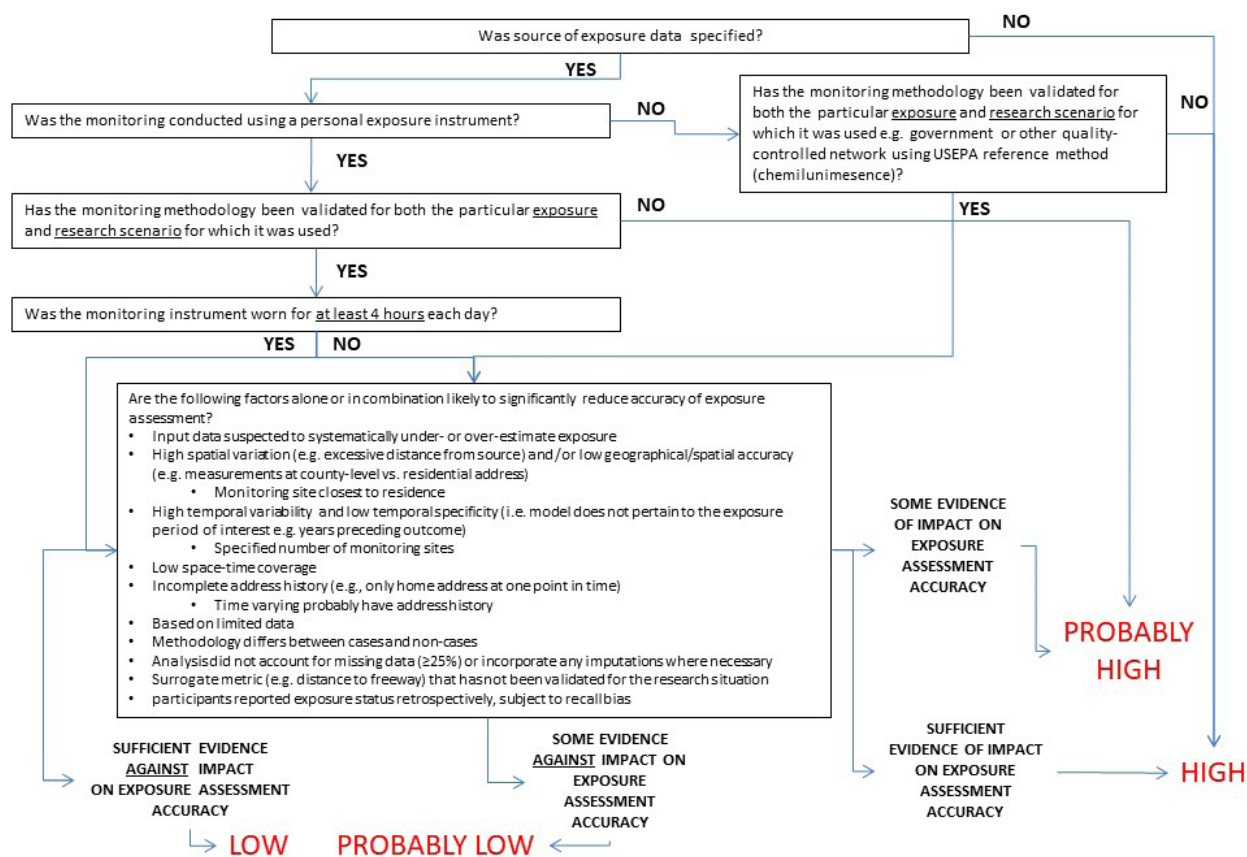 Was source of exposure data specified?
NO
YES
Was the monitoring conducted using a personal exposure instrument?
NO
Has the monitoring methodology been validated for
both the particular exposure and research scenario for
which it was used e.g. government or other quality-
controlled network using USEPA reference method
(chemilunimesence)?
NO
YES
YES
Has the monitoring methodology been validated for both the particular exposure
and research scenario for which it was used?
NO
YES
Was the monitoring instrument worn for at least 4 hours each day?
YES
NO
Are the following factors alone or in combination likely to significantly reduce accuracy of exposure
assessment?
• Input data suspected to systematically under- or over-estimate exposure
• High spatial variation (e.g. excessive distance from source) and/or low geographical/spatial accuracy
(e.g. measurements at county-level vs. residential address)
• Monitoring site closest to residence
• High temporal variability and low temporal specificity (i.e. model does not pertain to the exposure
period of interest e.g. years preceding outcome)
• Specified number of monitoring sites
• Low space-time coverage
• Incomplete address history (e.g., only home address at one point in time)
• Time varying probably have address history
• Based on limited data
• Methodology differs between cases and non-cases
• Analysis did not account for missing data (≥25%) or incorporate any imputations where necessary
• Surrogate metric (e.g. distance to freeway) that has not been validated for the research situation
• participants reported exposure status retrospectively, subject to recall bias
SOME EVIDENCE
OF IMPACT ON
EXPOSURE
ASSESSMENT
ACCURACY
PROBABLY
HIGH
SUFFICIENT
EVIDENCE OF IMPACT
ON EXPOSURE
ASSESSMENT
ACCURACY
HIGH
SUFFICIENT EVIDENCE
AGAINST IMPACT
ON EXPOSURE ASSESSMENT
ACCURACY
LOW
SOME EVIDENCE
AGAINST IMPACT ON
EXPOSURE
ASSESSMENT
ACCURACY
PROBABLY LOW